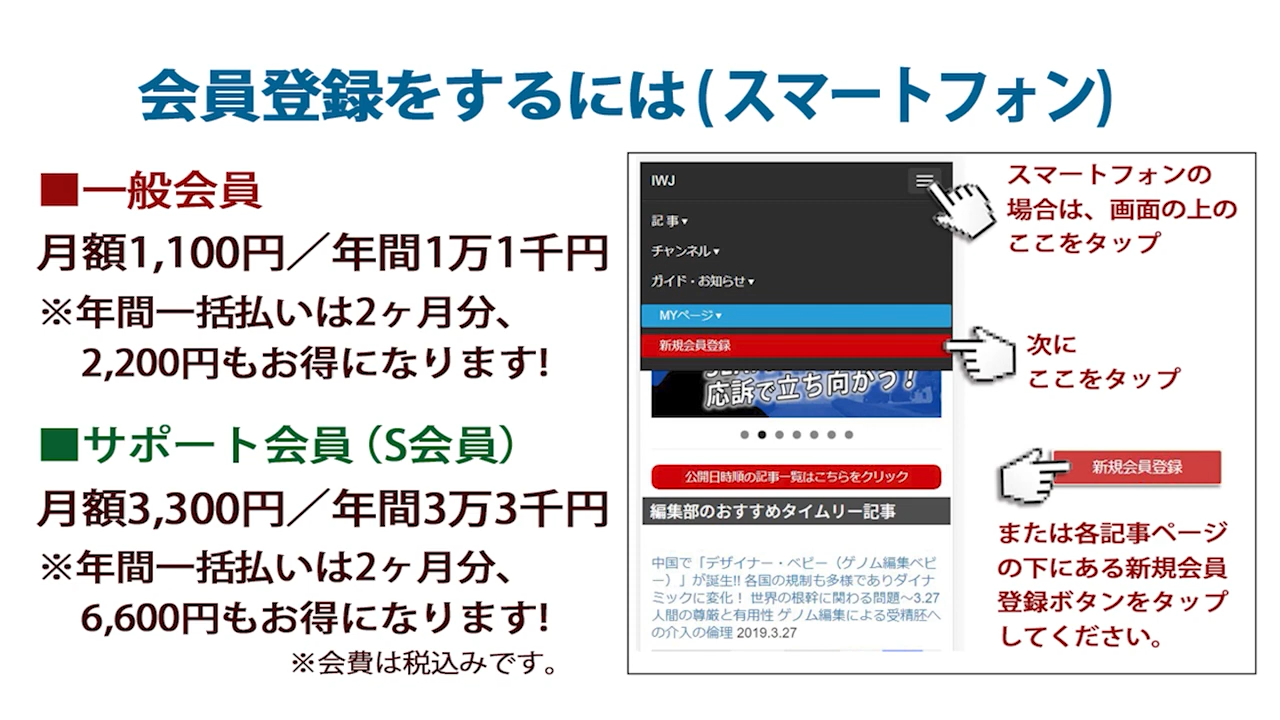 会員登録をするには(スマートフォン)
■一般会員
月額1,100円／年間1万1千円
※年間一括払いは2ヶ月分、
2,200円もお得になります!
■サポート会員（S会員）
月額3,300円／年間3万3千円
※年間一括払いは2ヶ月分、
6,600円もお得になります!
※会費は税込みです。
IWJ
記事▾
チャンネル▾
ガイド・お知らせ▾
MYページ▾
新規会員登録
応訴で立ち向かう！
公開日時順の記事一覧はこちらをクリック
編集部のおすすめタイムリー記事
中国で「デザイナー・ベビー（ゲノム編集ベビ
ー）」が誕生!! 各国の規制も多様でありダイナ
ミックに変化！ 世界の根幹に関わる問題～3.27
人間の尊厳と有用性 ゲノム編集による受精胚へ
の介入の倫理 2019.3.27
スマートフォンの
場合は、画面の上の
ここをタップ
次に
ここをタップ
新規会員登録
または各記事ページ
の下にある新規会員
登録ボタンをタップ
してください。